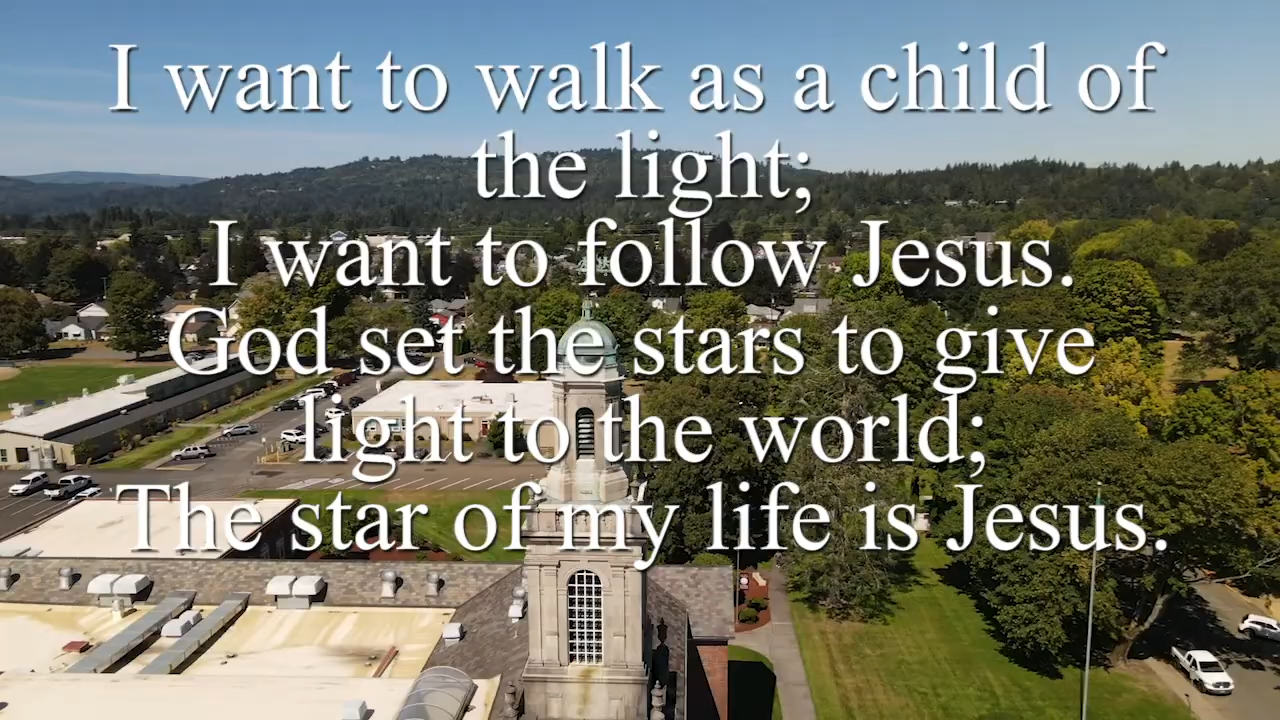 I want to walk as a child of
the light;
I want to follow Jesus.
God set the stars to give
light to the world;
The star of my life is Jesus.